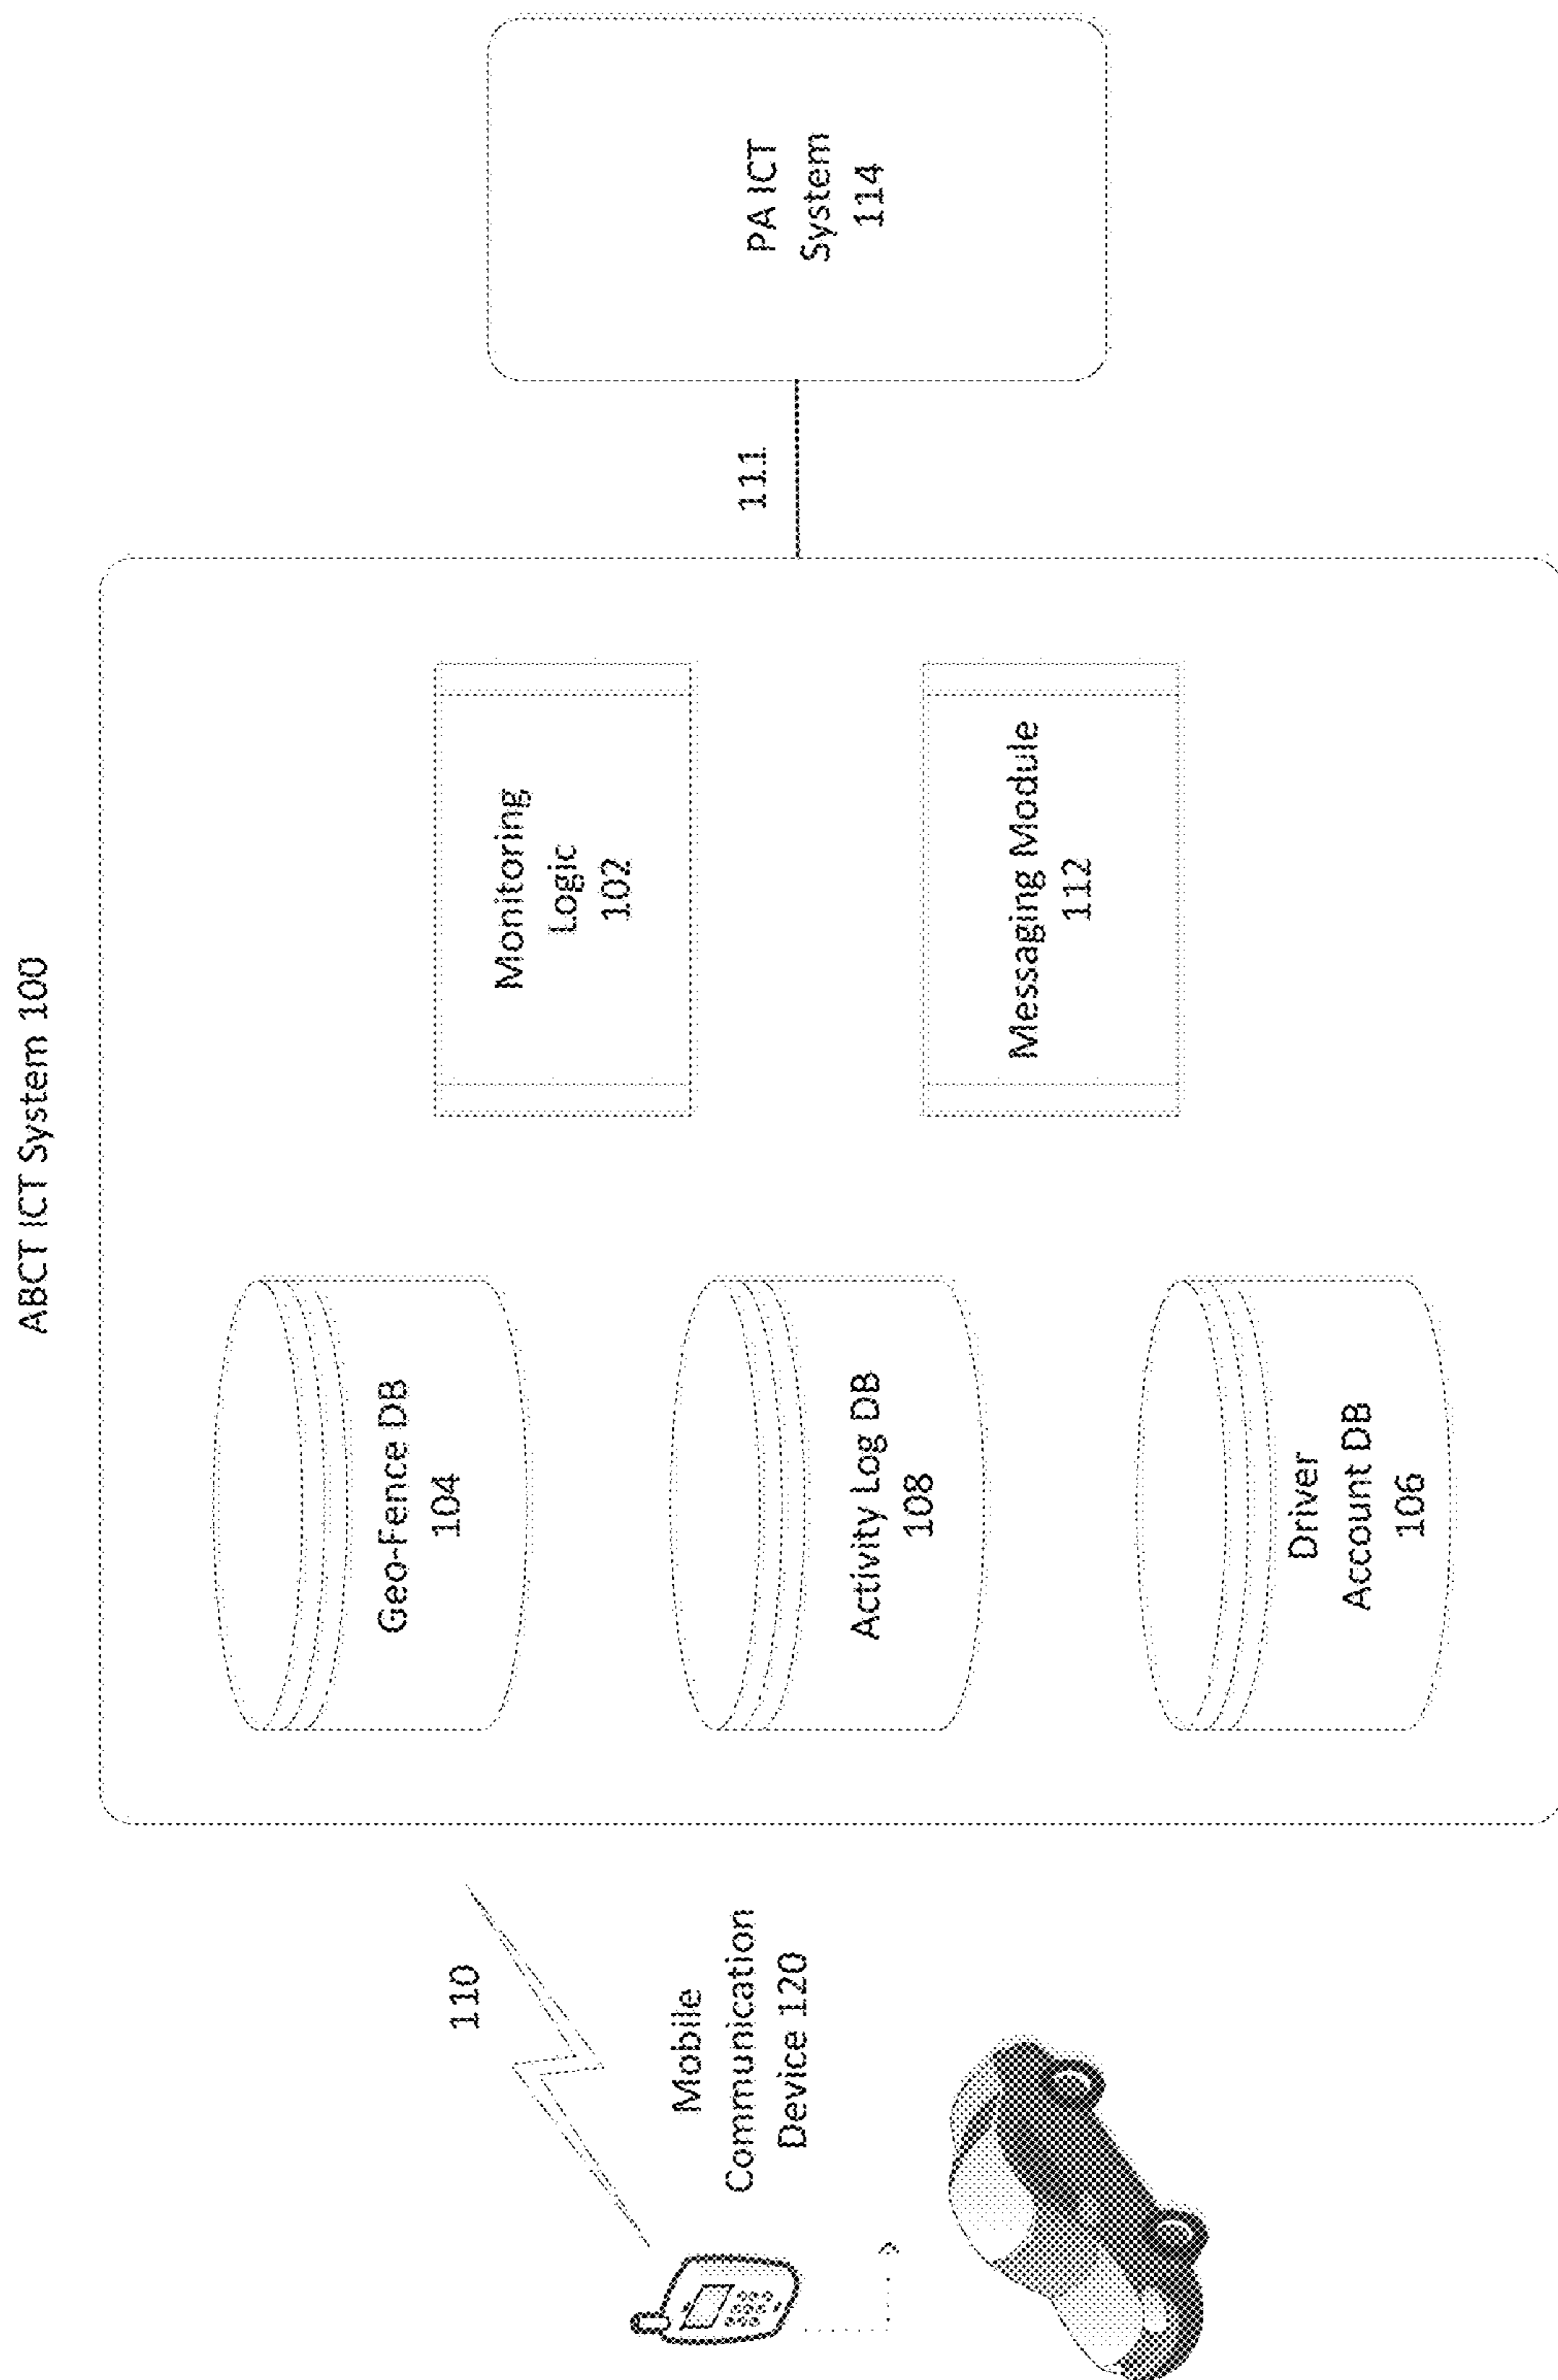 ABCT ICT System 100
110
Mobile
Communication
Device 120
Geo-Fence DB
104
Activity Log DB
108
Driver
Account DB
106
Monitoring
Logic
102
Messaging Module
112
111
PA ICT
System
114